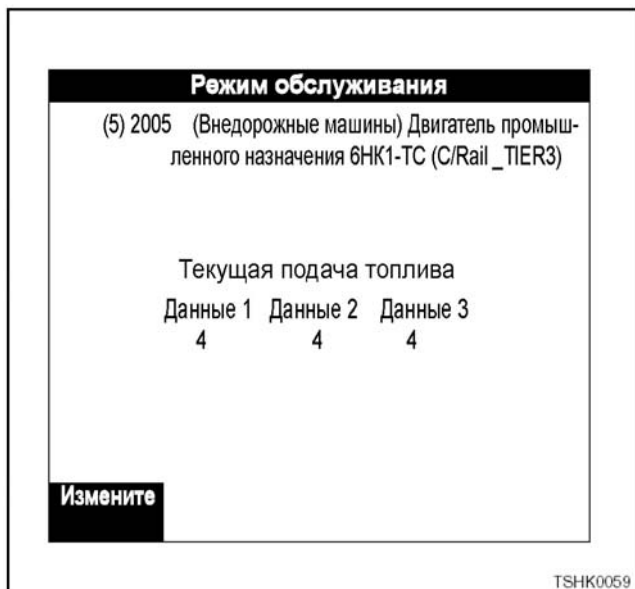 Режим обслуживания
(5) 2005 (Внедорожные машины) Двигатель промыш-
ленного назначения 6НК1-ТС (C/Rail _TIER3)
Текущая подача топлива
Данные 1 Данные 2 Данные 3
4 4 4
Измените
TSHK0059